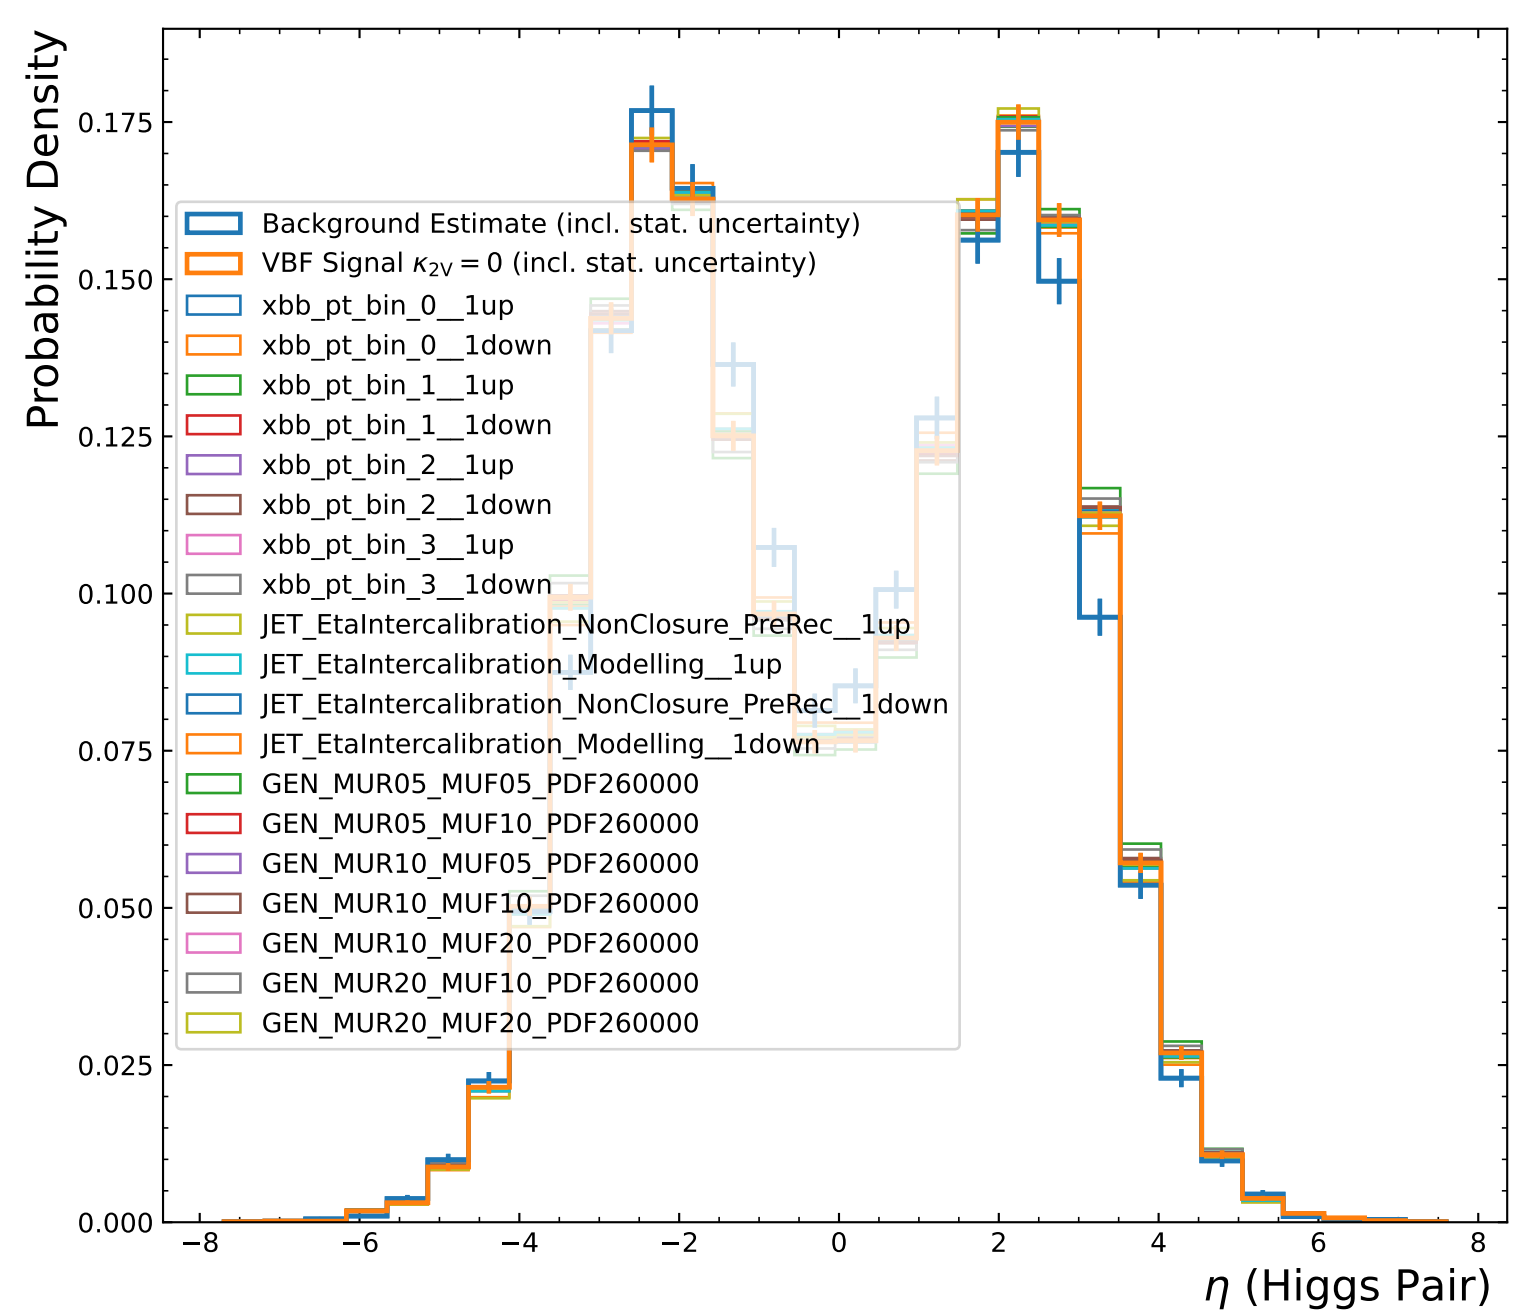 Probability Density
0.175
0.150
0.125
0.100
0.075
0.050
0.025
0.000
Background Estimate (incl. stat. uncertainty)
VBF Signal κ2V = 0 (incl. stat. uncertainty)
xbb_pt_bin_0__1up
xbb_pt_bin_0__1down
xbb_pt_bin_1__1up
xbb_pt_bin_1__1down
xbb_pt_bin_2__1up
xbb_pt_bin_2__1down
xbb_pt_bin_3__1up
xbb_pt_bin_3__1down
JET_EtaIntercalibration_NonClosure_PreRec__1up
JET_EtaIntercalibration_Modelling__1up
JET_EtaIntercalibration_NonClosure_PreRec__1down
JET_EtaIntercalibration_Modelling__1down
GEN_MUR05_MUF05_PDF260000
GEN_MUR05_MUF10_PDF260000
GEN_MUR10_MUF05_PDF260000
GEN_MUR10_MUF10_PDF260000
GEN_MUR10_MUF20_PDF260000
GEN_MUR20_MUF10_PDF260000
GEN_MUR20_MUF20_PDF260000
−8 −6 −4 −2 0 2 4 6 8
η (Higgs Pair)